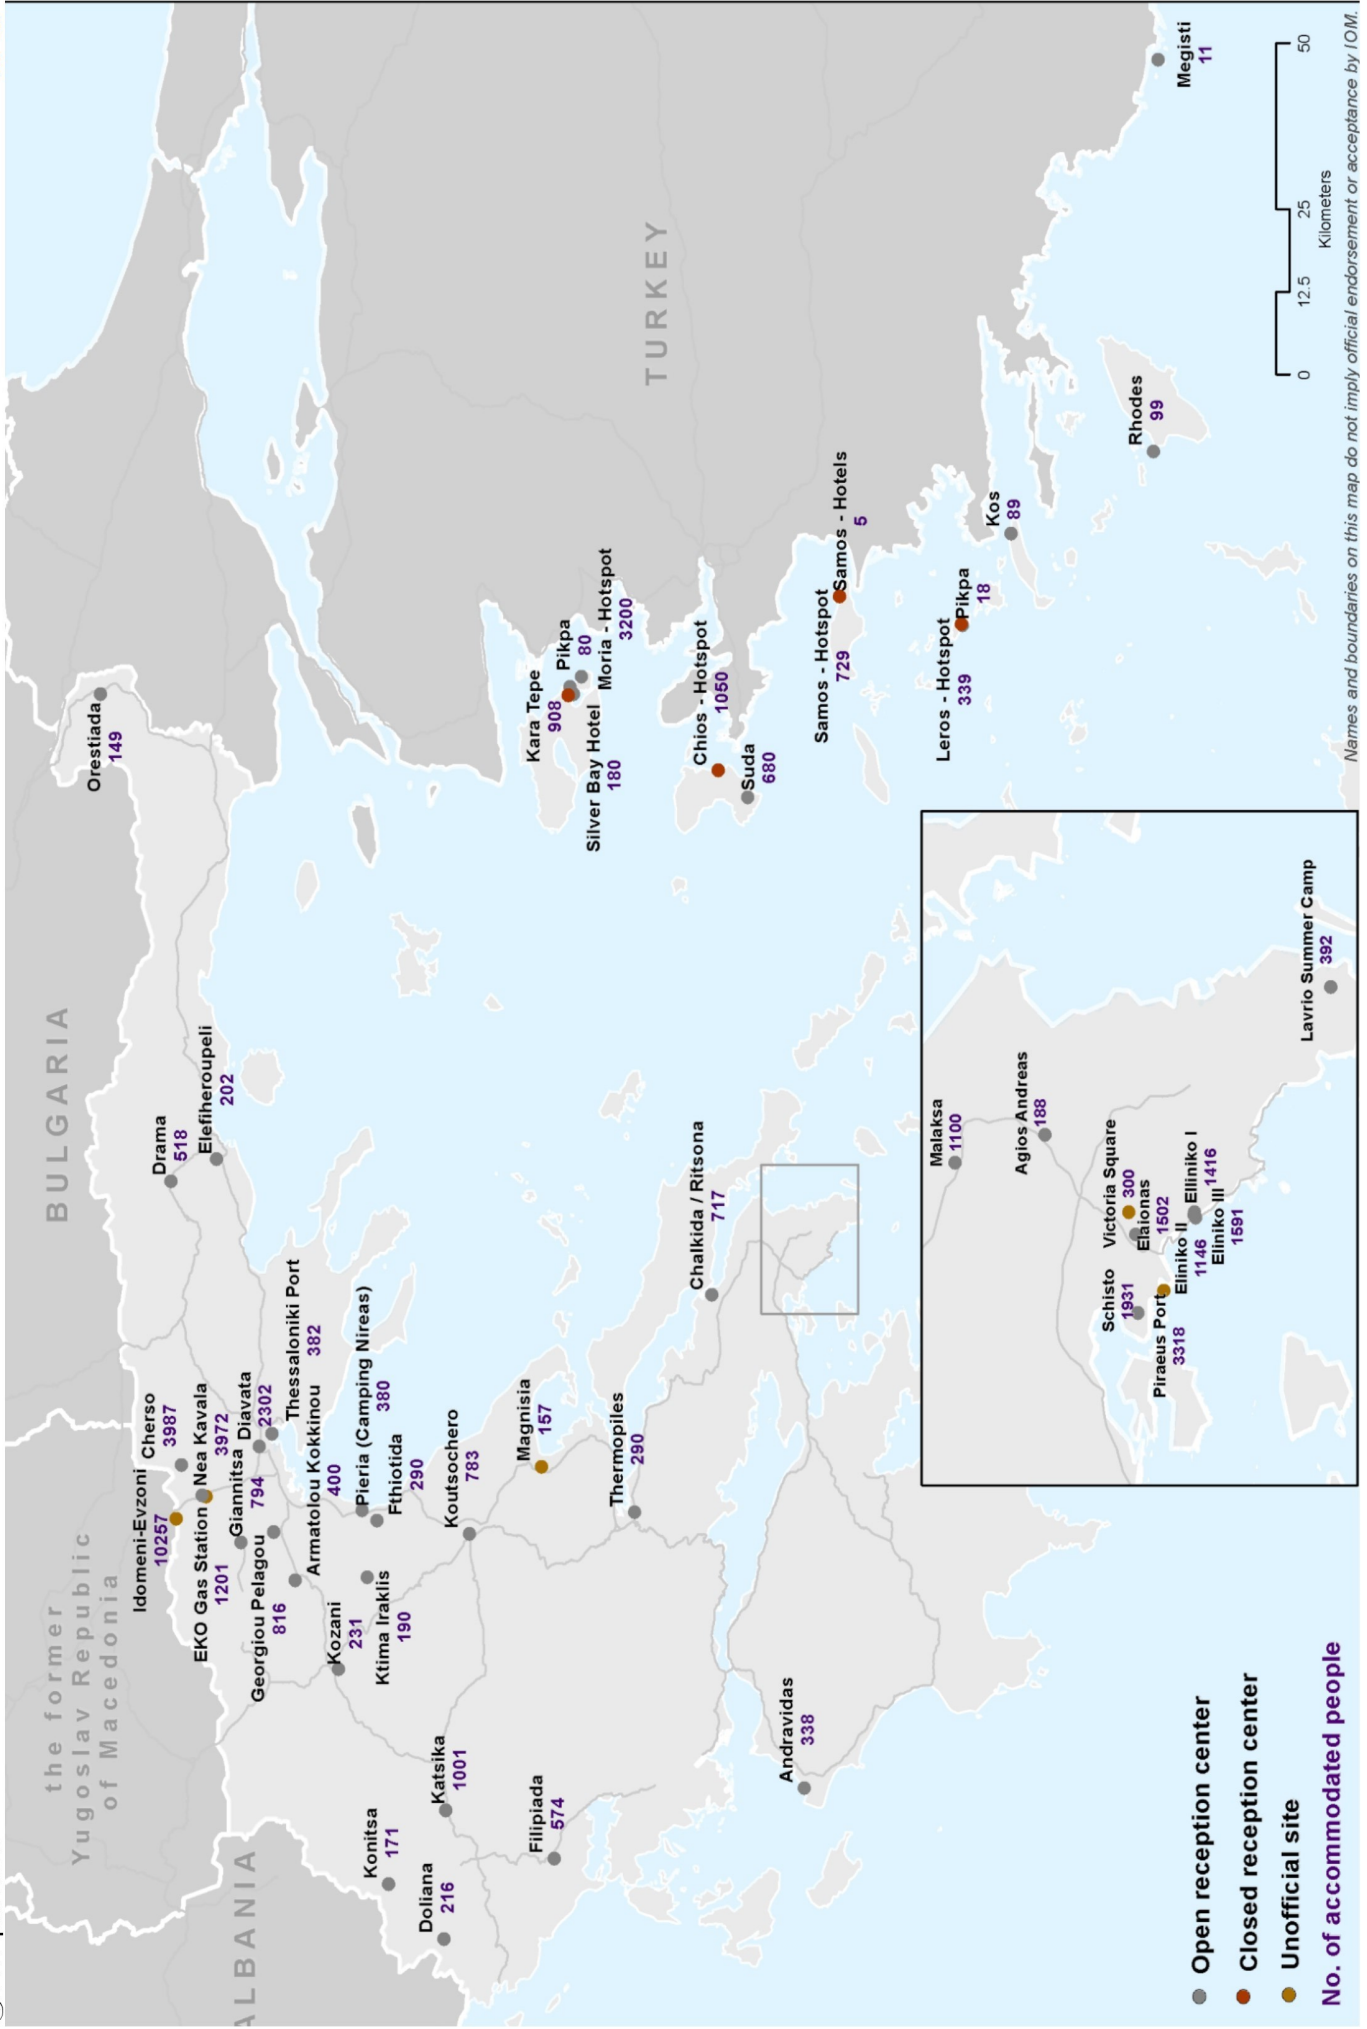 BULGARIA
the former
Yugoslav Republic
of Macedonia
ALBANIA
TURKEY
Orestiada
149
Drama
518
Elefiheroupeli
202
Idomeni-Evzoni
10257
Cherso
3987
EKO Gas Station
1201
Nea Kavala
3972
Giannitsa
794
Diavata
2302
Thessaloniki Port
382
Georgiou Pelagou
816
Armatolou Kokkinou
400
Pieria (Camping Nireas)
380
Fthiotida
290
Kozani
231
Ktima Iraklis
190
Koutsochero
783
Konitsa
171
Doliana
216
Katsika
1001
Filipiada
574
Magnisia
157
Thermopiles
290
Chalkida / Ritsona
717
Andravidas
338
Kara Tepe
908
Pikpa
80
Moria - Hotspot
3200
Silver Bay Hotel
180
Chios - Hotspot
1050
Suda
680
Samos - Hotspot
729
Samos - Hotels
5
Leros - Hotspot
339
Pikpa
18
Kos
89
Rhodes
99
Megisti
11
Malaksa
1100
Agios Andreas
188
Victoria Square
300
Elaionas
1502
Schisto
1931
Piraeus Port
3318
Eliniko II
1146
Elliniko I
1416
Eliniko III
1591
Lavrio Summer Camp
392
Open reception center
Closed reception center
Unofficial site
No. of accommodated people
0 12.5 25 50
Kilometers
Names and boundaries on this map do not imply official endorsement or acceptance by IOM.